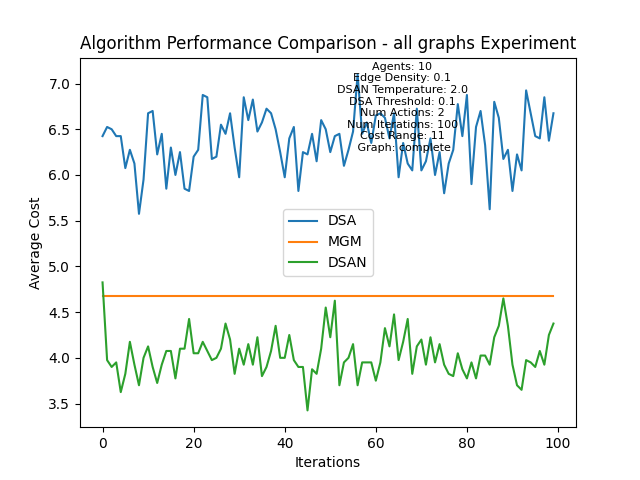 Algorithm Performance Comparison - all graphs Experiment
Agents: 10
Edge Density: 0.1
DSAN Temperature: 2.0
DSA Threshold: 0.1
Num Actions: 2
Num Iterations: 100
Cost Range: 11
Graph: complete
7.0
6.5
6.0
5.5
5.0
4.5
4.0
3.5
Average Cost
DSA
MGM
DSAN
0
20
40
60
80
100
Iterations